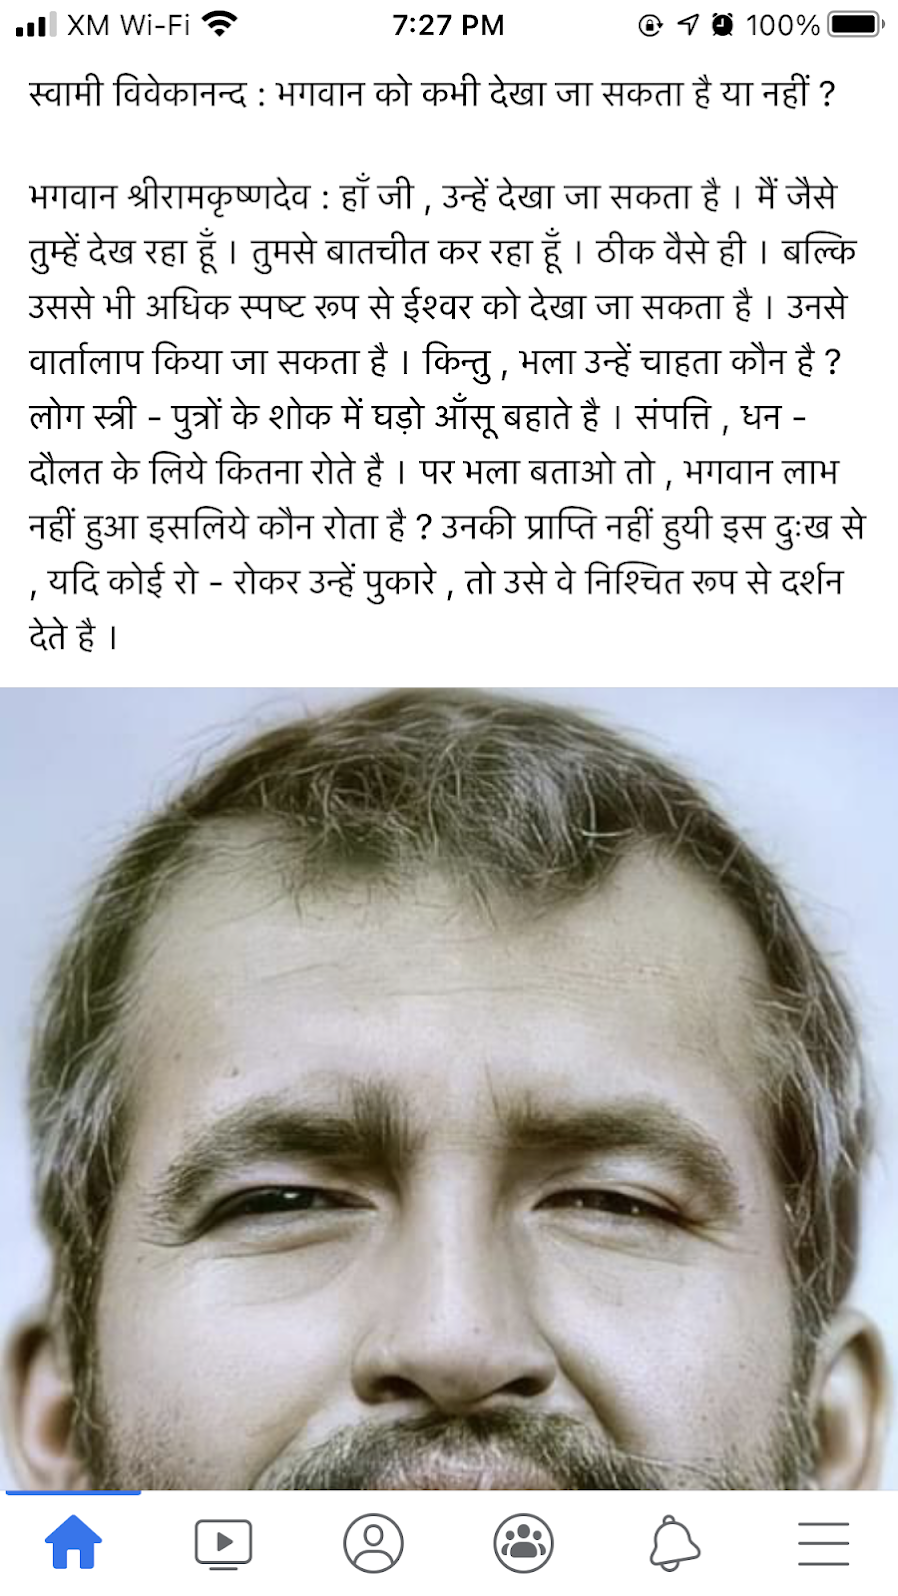 XM Wi-Fi 7:27 PM 100%
स्वामी विवेकानन्द : भगवान को कभी देखा जा सकता है या नहीं ?
भगवान श्रीरामकृष्णदेव : हाँ जी , उन्हें देखा जा सकता है । मैं जैसे
तुम्हें देख रहा हूँ । तुमसे बातचीत कर रहा हूँ । ठीक वैसे ही । बल्कि
उससे भी अधिक स्पष्ट रूप से ईश्वर को देखा जा सकता है । उनसे
वार्तालाप किया जा सकता है । किन्तु , भला उन्हें चाहता कौन है ?
लोग स्त्री - पुत्रों के शोक में घड़ो आँसू बहाते है । संपत्ति , धन -
दौलत के लिये कितना रोते है । पर भला बताओ तो , भगवान लाभ
नहीं हुआ इसलिये कौन रोता है ? उनकी प्राप्ति नहीं हुयी इस दुःख से
, यदि कोई रो - रोकर उन्हें पुकारे , तो उसे वे निश्चित रूप से दर्शन
देते है ।